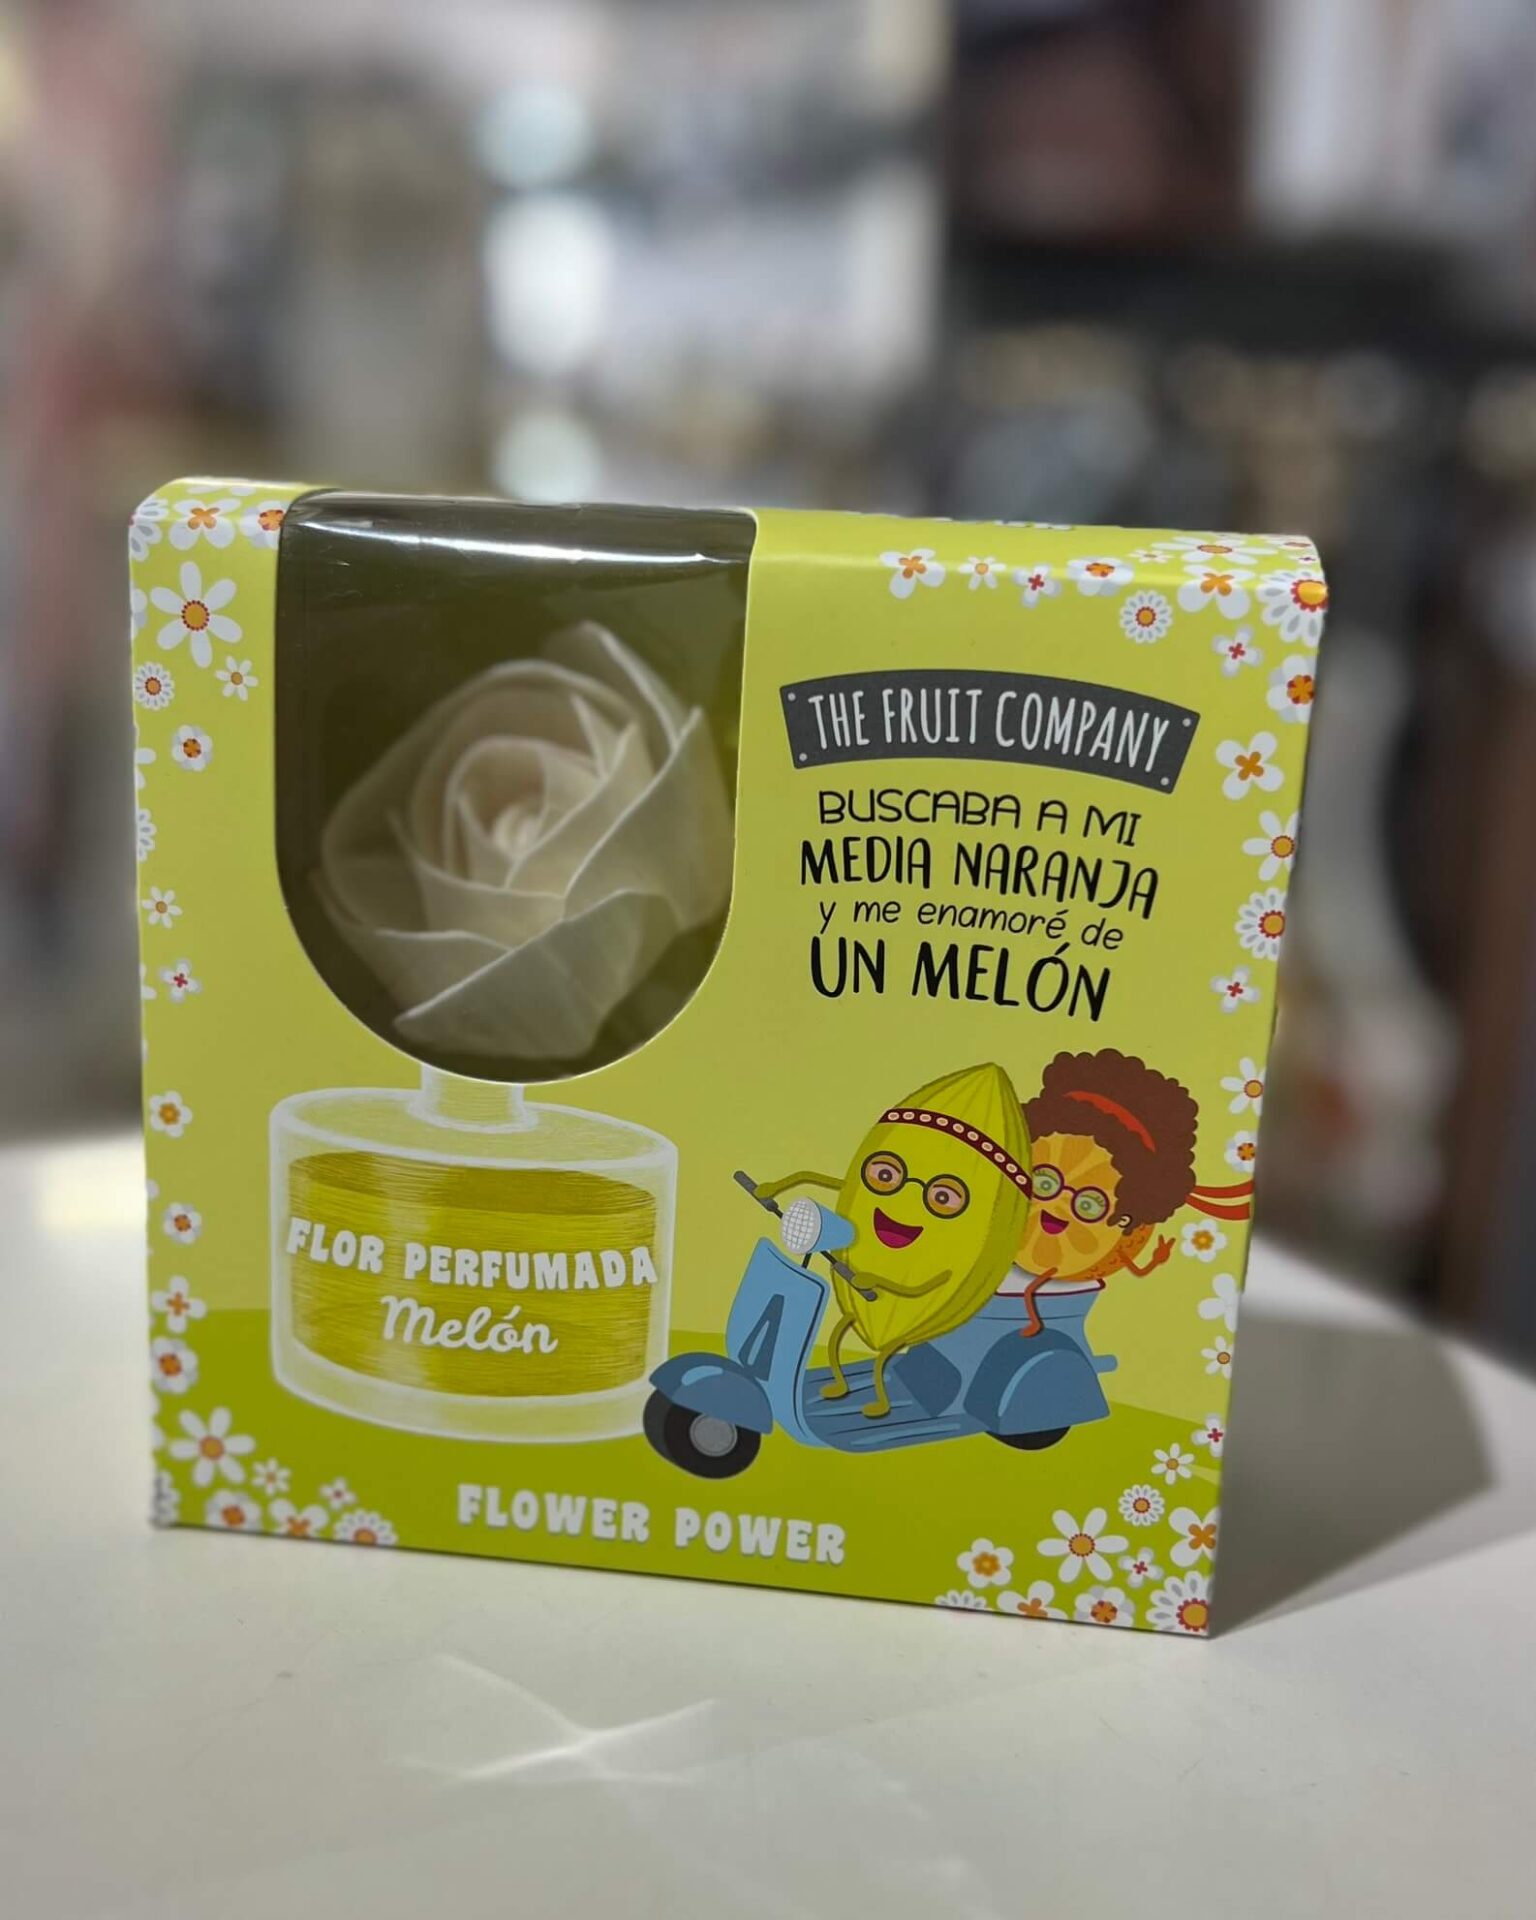 THE FRUIT COMPANY
BUSCABA A MI
MEDIA NARANJA
y me enamoré de
UN MELÓN
FLOR PERFUMADA
Melón
FLOWER POWER